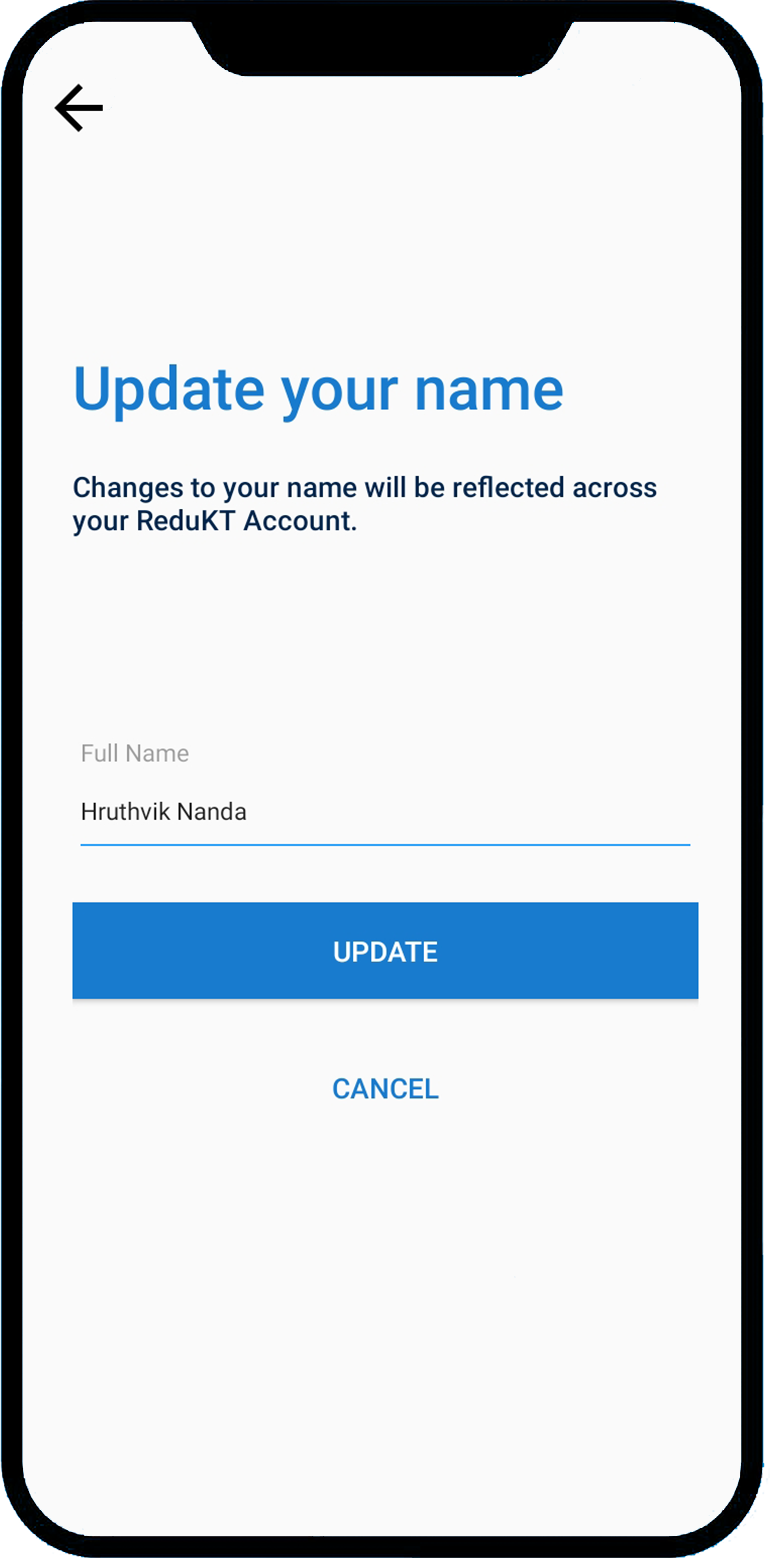 Update your name
Changes to your name will be reflected across
your ReduKT Account.
Full Name
Hruthvik Nanda
UPDATE
CANCEL